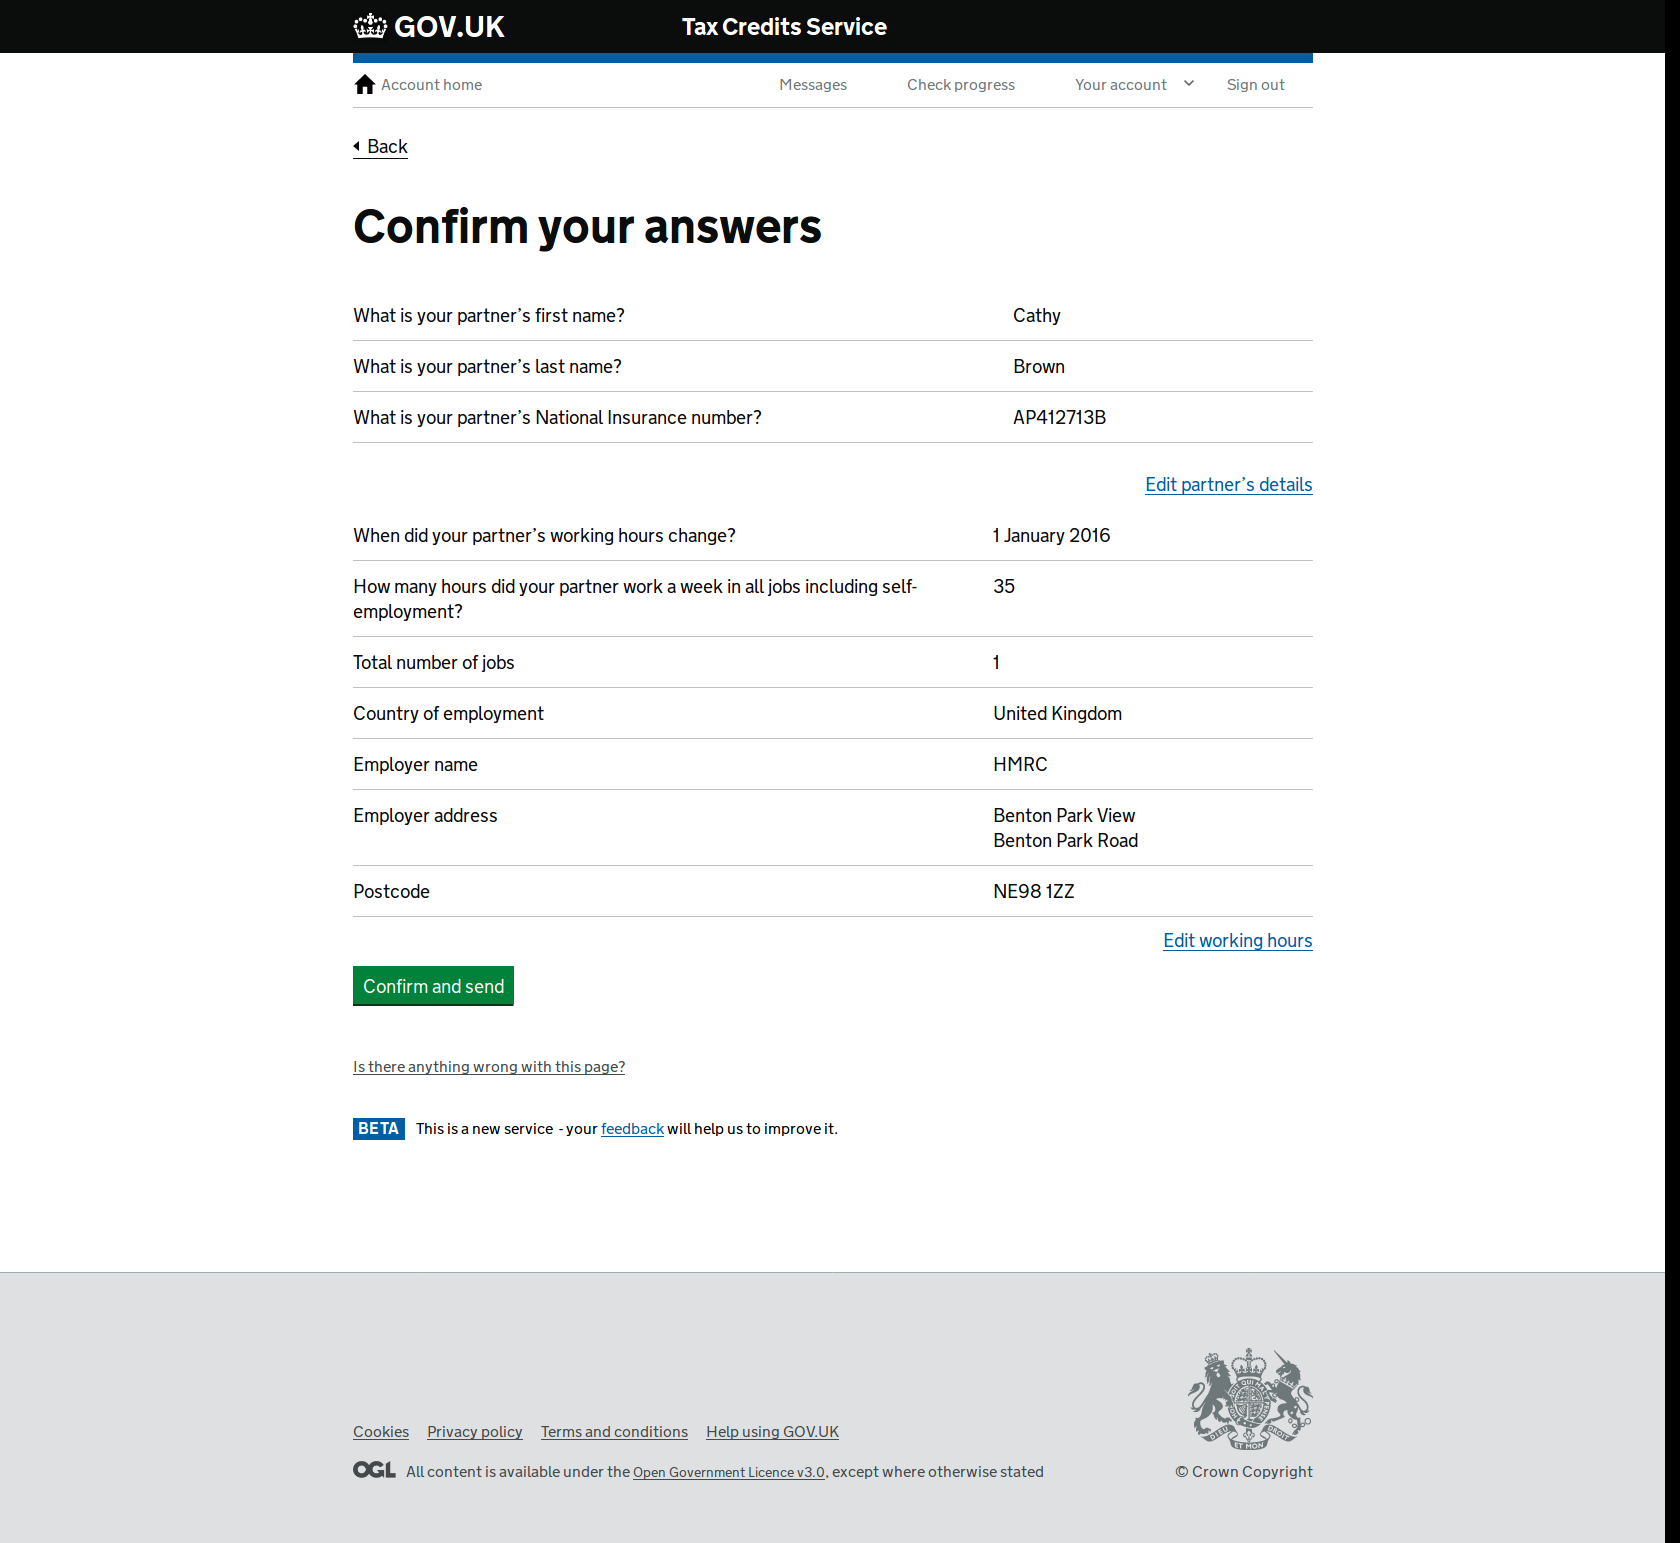 GOV.UK Tax Credits Service
Account home Messages Check progress Your account Sign out
Back
Confirm your answers
What is your partner’s first name? Cathy
What is your partner’s last name? Brown
What is your partner’s National Insurance number? AP412713B
Edit partner’s details
When did your partner’s working hours change? 1 January 2016
How many hours did your partner work a week in all jobs including self- 35
employment?
Total number of jobs 1
Country of employment United Kingdom
Employer name HMRC
Employer address Benton Park View
Benton Park Road
Postcode NE98 1ZZ
Edit working hours
Confirm and send
Is there anything wrong with this page?
BETA This is a new service - your feedback will help us to improve it.
Cookies Privacy policy Terms and conditions Help using GOV.UK
OGL All content is available under the Open Government Licence v3.0, except where otherwise stated
© Crown Copyright